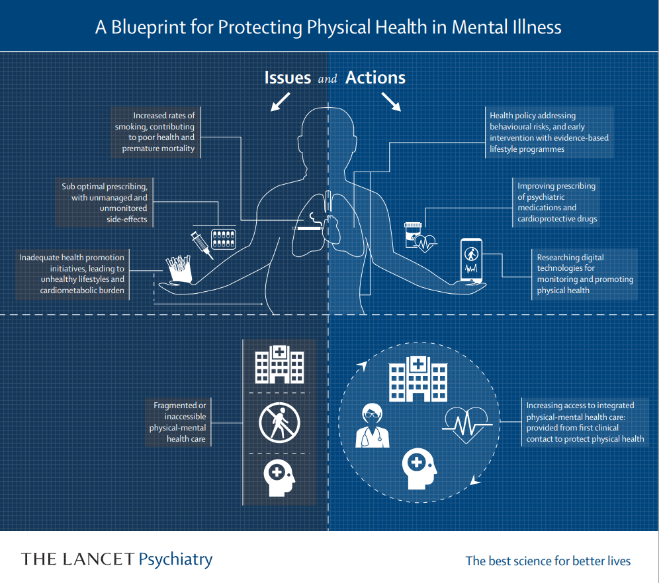 A Blueprint for Protecting Physical Health in Mental Illness
Issues and Actions
Increased rates of
smoking, contributing
to poor health and
premature mortality
Sub optimal prescribing,
with unmanaged and
unmonitored
side-effects
Inadequate health promotion
initiatives, leading to
unhealthy lifestyles and
cardiometabolic burden
Health policy addressing
behavioural risks, and early
intervention with evidence-based
lifestyle programmes
Improving prescribing
of psychiatric
medications and
cardioprotective drugs
Researching digital
technologies for
monitoring and promoting
physical health
Fragmented or
inaccessible
physical-mental
health care
Increasing access to integrated
physical-mental health care:
provided from first clinical
contact to protect physical health
THE LANCET Psychiatry
The best science for better lives